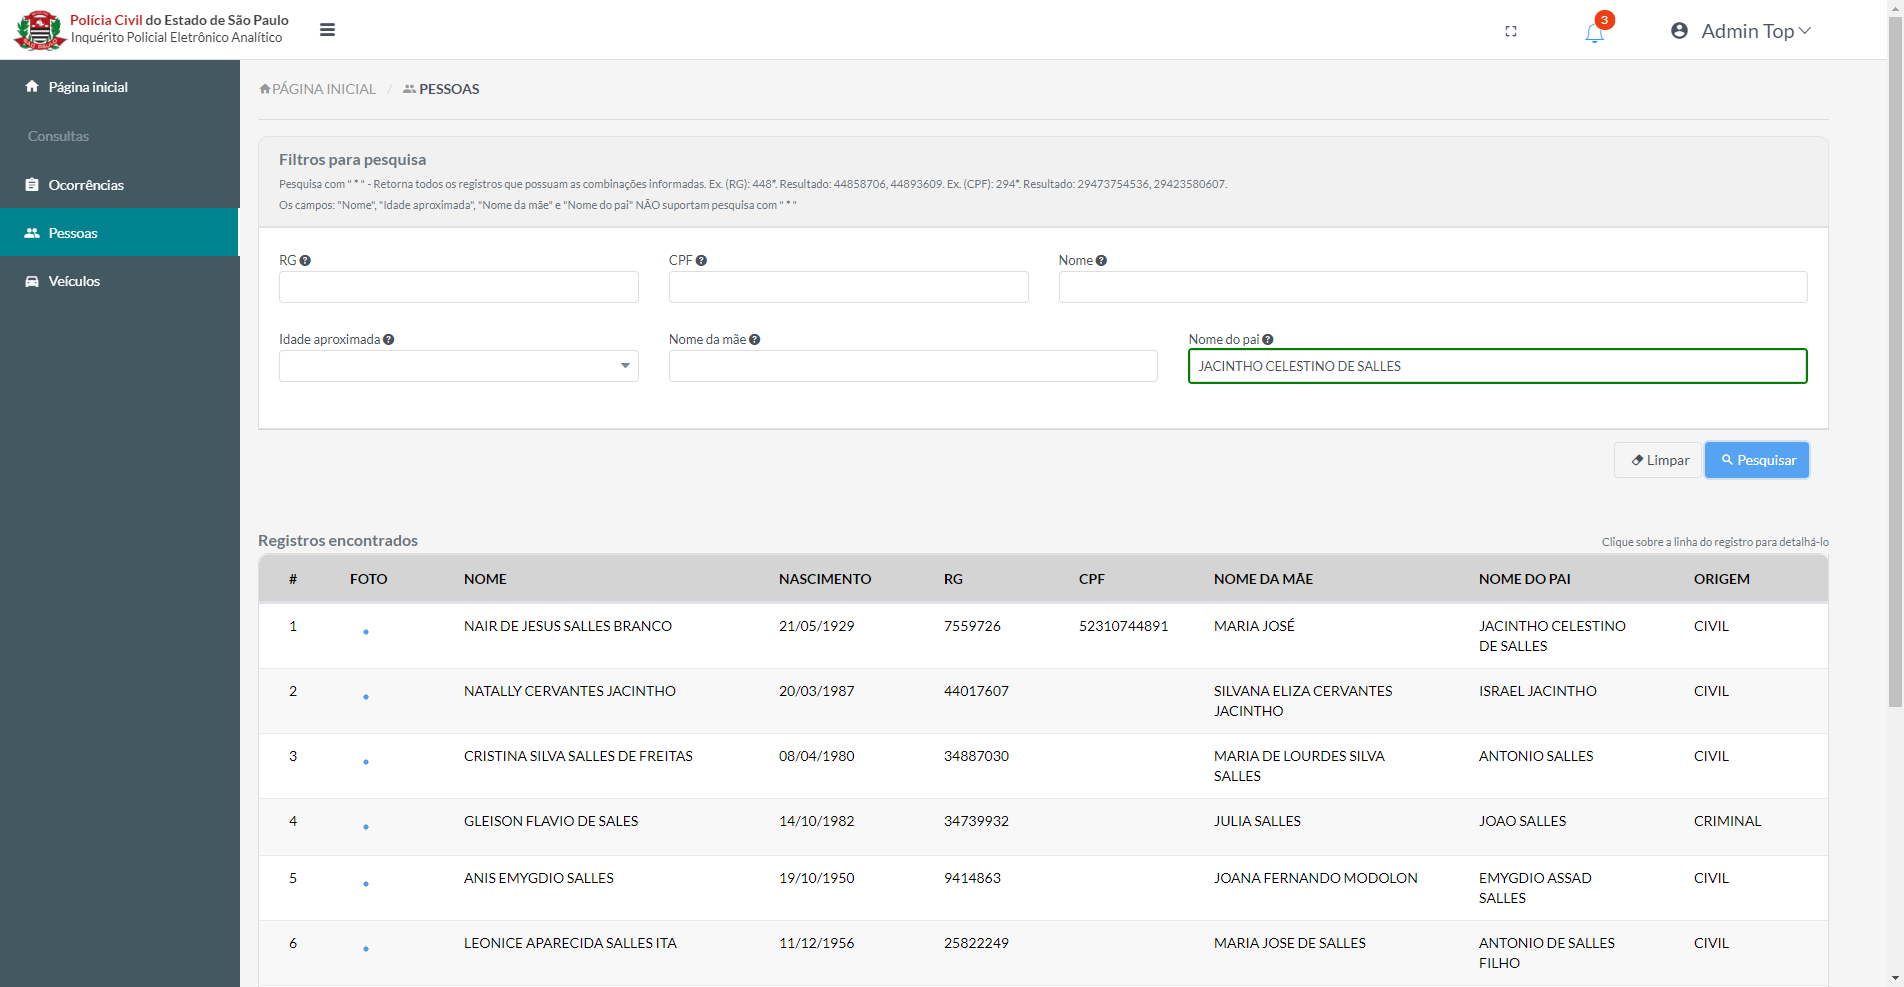 Polícia Civil do Estado de São Paulo
Inquérito Policial Eletrônico Analítico
3
Admin Top
Página inicial
Consultas
Ocorrências
Pessoas
Veículos
PÁGINA INICIAL / PESSOAS
Filtros para pesquisa
Pesquisa com " * " - Retorna todos os registros que possuam as combinações informadas. Ex. (RG): 448*. Resultado: 44858706, 44893609. Ex. (CPF): 294*. Resultado: 29473754536, 29423580607.
Os campos: "Nome", "Idade aproximada", "Nome da mãe" e "Nome do pai" NÃO suportam pesquisa com " * "
RG CPF Nome
Idade aproximada Nome da mãe Nome do pai
JACINTHO CELESTINO DE SALLES
Limpar Pesquisar
Registros encontrados
Clique sobre a linha do registro para detalhá-lo
# FOTO NOME NASCIMENTO RG CPF NOME DA MÃE NOME DO PAI ORIGEM
1 NAIR DE JESUS SALLES BRANCO 21/05/1929 7559726 52310744891 MARIA JOSÉ JACINTHO CELESTINO CIVIL
DE SALLES
2 NATALLY CERVANTES JACINTHO 20/03/1987 44017607 SILVANA ELIZA CERVANTES ISRAEL JACINTHO CIVIL
JACINTHO
3 CRISTINA SILVA SALLES DE FREITAS 08/04/1980 34887030 MARIA DE LOURDES SILVA ANTONIO SALLES CIVIL
SALLES
4 GLEISON FLAVIO DE SALES 14/10/1982 34739932 JULIA SALLES JOAO SALLES CRIMINAL
5 ANIS EMYGDIO SALLES 19/10/1950 9414863 JOANA FERNANDO MODOLON EMYGDIO ASSAD CIVIL
SALLES
6 LEONICE APARECIDA SALLES ITA 11/12/1956 25822249 MARIA JOSE DE SALLES ANTONIO DE SALLES CIVIL
FILHO